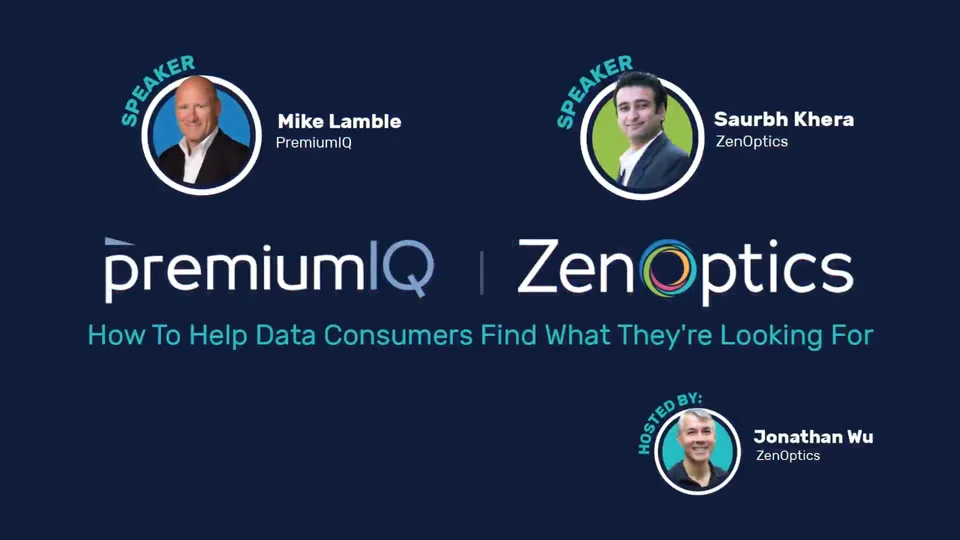 SPEAKER
Mike Lamble
PremiumIQ
SPEAKER
Saurbh Khera
ZenOptics
premiumIQ | ZenOptics
How To Help Data Consumers Find What They're Looking For
HOSTED BY:
Jonathan Wu
ZenOptics